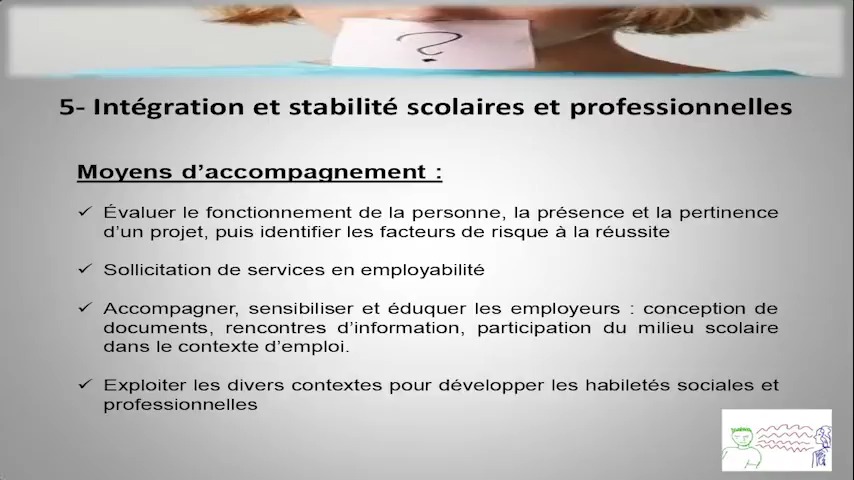 ?
5- Intégration et stabilité scolaires et professionnelles
Moyens d'accompagnement :
✓ Évaluer le fonctionnement de la personne, la présence et la pertinence
d'un projet, puis identifier les facteurs de risque à la réussite
✓ Sollicitation de services en employabilité
✓ Accompagner, sensibiliser et éduquer les employeurs : conception de
documents, rencontres d'information, participation du milieu scolaire
dans le contexte d'emploi.
✓ Exploiter les divers contextes pour développer les habiletés sociales et
professionnelles